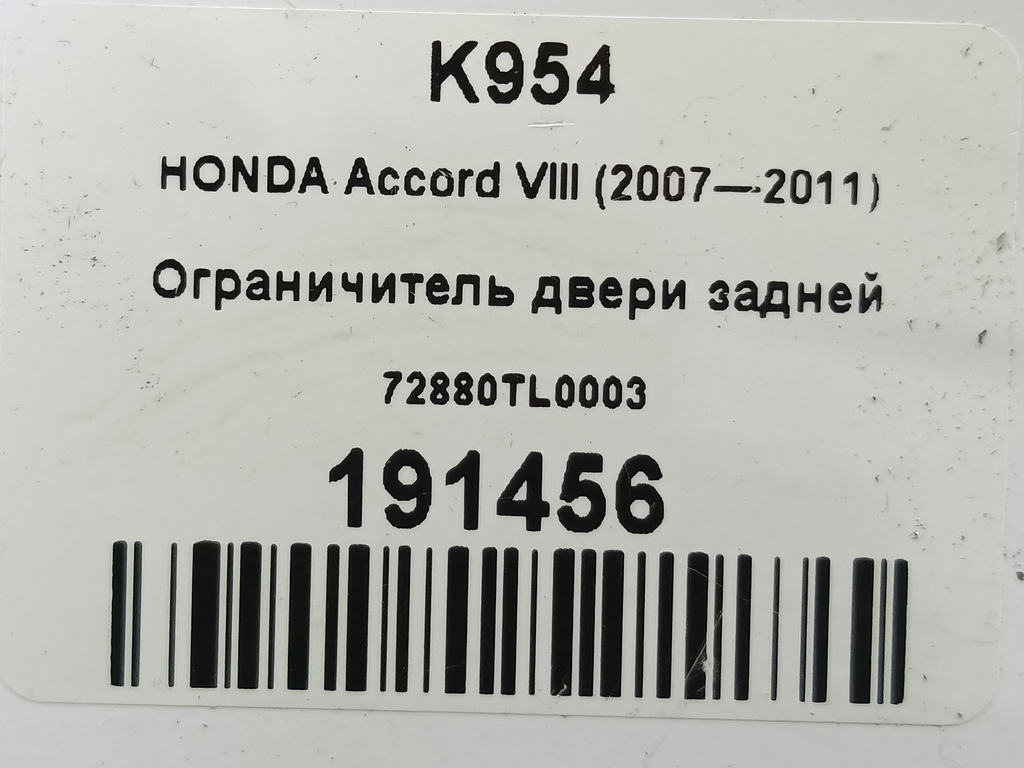 K954
HONDA Accord VIII (2007—2011)
Ограничитель двери задней
72880TL0003
191456